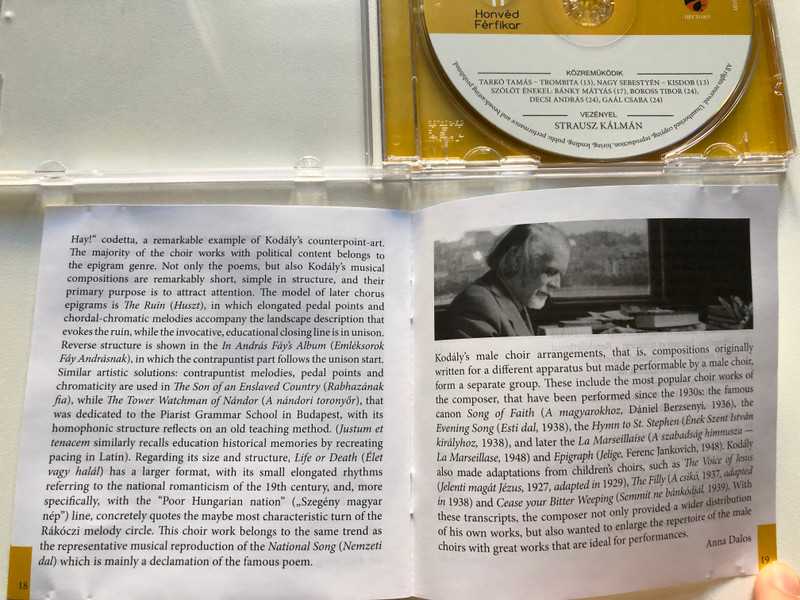 Honvéd
Férfikar
HRCD 003
KÖZREMŰKÖDIK
TARKÓ TAMÁS – TROMBITA (13), NAGY SEBESTYÉN – KISDOB (13)
SZÓLÓT ÉNEKEL: BÁNKY MÁTYÁS (17), BOROSS TIBOR (24),
DECSI ANDRÁS (24), GAÁL CSABA (24)
VEZÉNYEL
STRAUSZ KÁLMÁN
All rights reserved. Unauthorised copying, reproduction, hiring, lending, public performance and broadcasting prohibited
Hay!“ codetta, a remarkable example of Kodály's counterpoint-art.
The majority of the choir works with political content belongs to
the epigram genre. Not only the poems, but also Kodály's musical
compositions are remarkably short, simple in structure, and their
primary purpose is to attract attention. The model of later chorus
epigrams is The Ruin (Huszt), in which elongated pedal points and
chordal-chromatic melodies accompany the landscape description that
evokes the ruin, while the invocative, educational closing line is in unison.
Reverse structure is shown in the In András Fáy's Album (Emléksorok
Fáy Andrásnak), in which the contrapuntist part follows the unison start.
Similar artistic solutions: contrapuntist melodies, pedal points and
chromaticity are used in The Son of an Enslaved Country (Rabhazának
fia), while The Tower Watchman of Nándor (A nándori toronyőr), that
was dedicated to the Piarist Grammar School in Budapest, with its
homophonic structure reflects on an old teaching method. (Justum et
tenacem similarly recalls education historical memories by recreating
pacing in Latin). Regarding its size and structure, Life or Death (Élet
vagy halál) has a larger format, with its small elongated rhythms
referring to the national romanticism of the 19th century, and, more
specifically, with the “Poor Hungarian nation” („Szegény magyar
nép”) line, concretely quotes the maybe most characteristic turn of the
Rákóczi melody circle. This choir work belongs to the same trend as
the representative musical reproduction of the National Song (Nemzeti
dal) which is mainly a declamation of the famous poem.
18
Kodály's male choir arrangements, that is, compositions originally
written for a different apparatus but made performable by a male choir,
form a separate group. These include the most popular choir works of
the composer, that have been performed since the 1930s: the famous
canon Song of Faith (A magyarokhoz, Dániel Berzsenyi, 1936), the
Evening Song (Esti dal, 1938), the Hymn to St. Stephen (Ének Szent István
királyhoz, 1938), and later the La Marseillaise (A szabadság himnusza —
La Marseillase, 1948) and Epigraph (Jelige, Ferenc Jankovich, 1948). Kodály
also made adaptations from children's choirs, such as The Voice of Jesus
(Jelenti magát Jézus, 1927, adapted in 1929), The Filly (A csikó, 1937, adapted
in 1938) and Cease your Bitter Weeping (Semmit ne bánkódjál, 1939). With
these transcripts, the composer not only provided a wider distribution
of his own works, but also wanted to enlarge the repertoire of the male
choirs with great works that are ideal for performances.
Anna Dalos
19